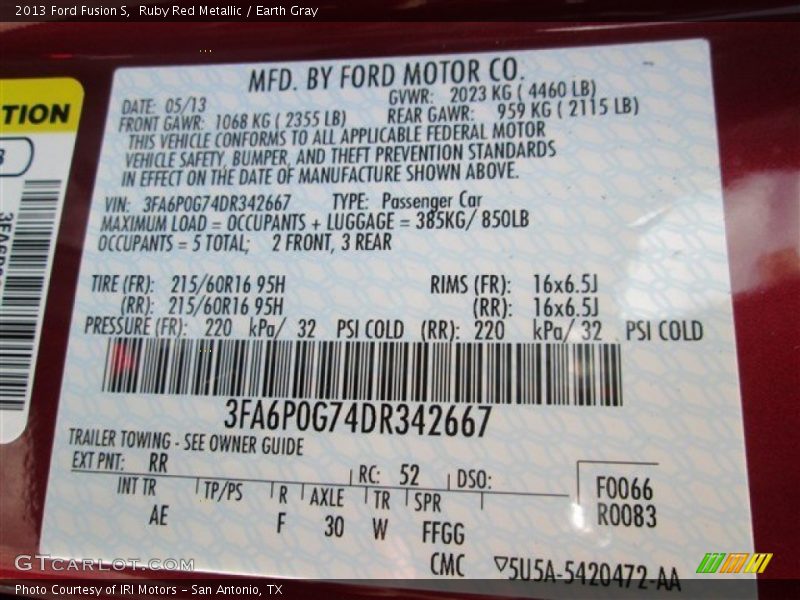 2013 Ford Fusion S, Ruby Red Metallic / Earth Gray
TION
MFD. BY FORD MOTOR CO.
DATE: 05/13 GVWR: 2023 KG ( 4460 LB)
FRONT GAWR: 1068 KG ( 2355 LB) REAR GAWR: 959 KG ( 2115 LB)
THIS VEHICLE CONFORMS TO ALL APPLICABLE FEDERAL MOTOR
VEHICLE SAFETY, BUMPER, AND THEFT PREVENTION STANDARDS
IN EFFECT ON THE DATE OF MANUFACTURE SHOWN ABOVE.
VIN: 3FA6P0G74DR342667 TYPE: Passenger Car
MAXIMUM LOAD = OCCUPANTS + LUGGAGE = 385KG/ 850LB
OCCUPANTS = 5 TOTAL; 2 FRONT, 3 REAR
TIRE (FR): 215/60R16 95H RIMS (FR): 16x6.5J
(RR): 215/60R16 95H (RR): 16x6.5J
PRESSURE (FR): 220 kPa/ 32 PSI COLD (RR): 220 kPa/ 32 PSI COLD
3FA6P0G74DR342667
TRAILER TOWING - SEE OWNER GUIDE
EXT PNT: RR RC: 52 DSO:
INT TR TP/PS R AXLE TR SPR
AE F 30 W FFGG
F0066
R0083
CMC 5U5A-5420472-AA
GTCarLot.com
Photo Courtesy of IRI Motors – San Antonio, TX